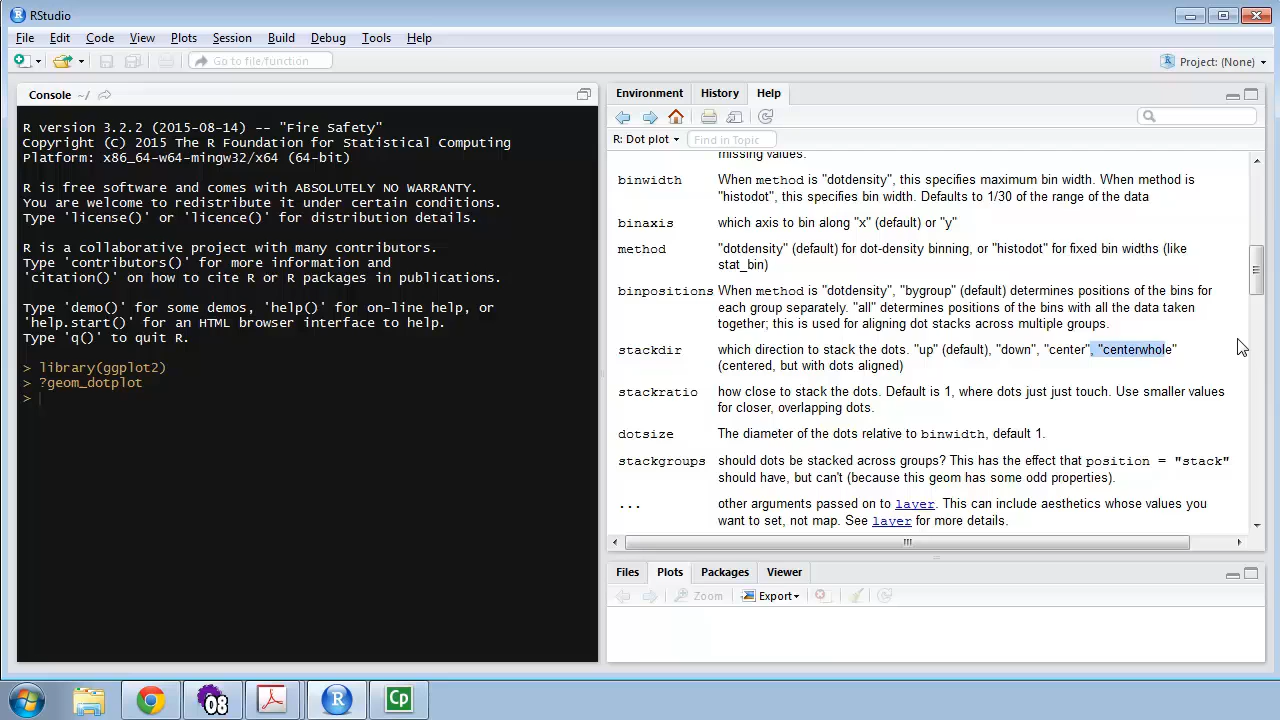 RStudio
File Edit Code View Plots Session Build Debug Tools Help
Go to file/function
Project: (None)
Console ~/
R version 3.2.2 (2015-08-14) -- "Fire Safety"
Copyright (C) 2015 The R Foundation for Statistical Computing
Platform: x86_64-w64-mingw32/x64 (64-bit)
R is free software and comes with ABSOLUTELY NO WARRANTY.
You are welcome to redistribute it under certain conditions.
Type 'license()' or 'licence()' for distribution details.
R is a collaborative project with many contributors.
Type 'contributors()' for more information and
'citation()' on how to cite R or R packages in publications.
Type 'demo()' for some demos, 'help()' for on-line help, or
'help.start()' for an HTML browser interface to help.
Type 'q()' to quit R.
> library(ggplot2)
> ?geom_dotplot
>
Environment History Help
R: Dot plot Find in Topic
missing values.
binwidth When method is "dotdensity", this specifies maximum bin width. When method is
"histodot", this specifies bin width. Defaults to 1/30 of the range of the data
binaxis which axis to bin along "x" (default) or "y"
method "dotdensity" (default) for dot-density binning, or "histodot" for fixed bin widths (like
stat_bin)
binpositions When method is "dotdensity", "bygroup" (default) determines positions of the bins for
each group separately. "all" determines positions of the bins with all the data taken
together; this is used for aligning dot stacks across multiple groups.
stackdir which direction to stack the dots. "up" (default), "down", "center", "centerwhole"
(centered, but with dots aligned)
stackratio how close to stack the dots. Default is 1, where dots just just touch. Use smaller values
for closer, overlapping dots.
dotsize The diameter of the dots relative to binwidth, default 1.
stackgroups should dots be stacked across groups? This has the effect that position = "stack"
should have, but can't (because this geom has some odd properties).
... other arguments passed on to layer. This can include aesthetics whose values you
want to set, not map. See layer for more details.
Files Plots Packages Viewer
Zoom Export
08
R
Cp